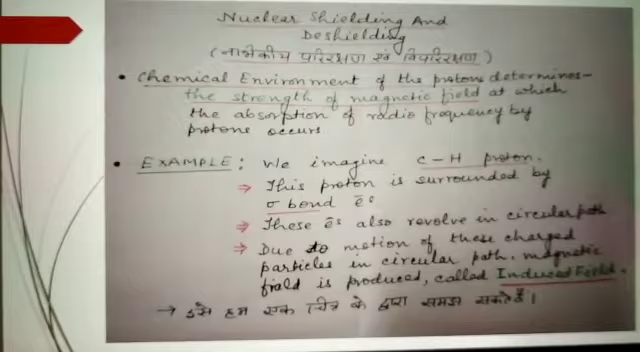 Nuclear Shielding And
Deshielding
(नाभिकीय परिरक्षण एवं विपरिरक्षण)
• Chemical Environment of the protons determines-
the strength of magnetic field at which
the absorption of radio frequency by
protons occurs
• EXAMPLE: We imagine C-H proton.
⇒ This proton is surrounded by
σ bond ēs
⇒ These ēs also revolve in circular path
⇒ Due to motion of these charged
particles in circular path, magnetic
field is produced, called Induced Field.
→ इसे हम एक चित्र के द्वारा समझ सकते हैं।